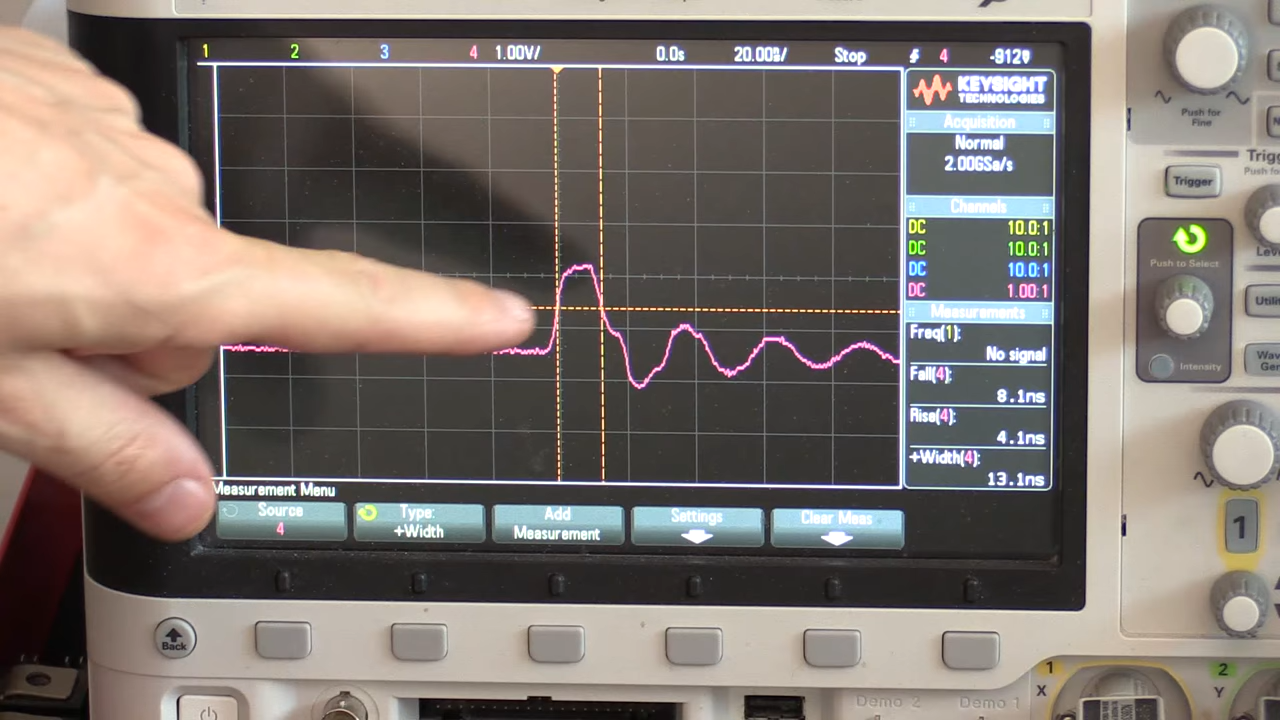 1 2 3 4 1.00V/ 0.0s 20.00s/ Stop 4 -912
KEYSIGHT
TECHNOLOGIES
Acquisition
Normal
2.00GSa/s
Channels
DC 10.0:1
DC 10.0:1
DC 10.0:1
DC 1.00:1
Measurements
Freq(1):
No signal
Fall(4):
8.1ns
Rise(4):
4.1ns
+Width(4):
13.1ns
Measurement Menu
Source
4
Type:
+Width
Add
Measurement
Settings
Clear Meas
Back
Push for
Fine
Trigger
Push to Select
Intensity
1
Demo 2
Demo 1
1
X
2
Y